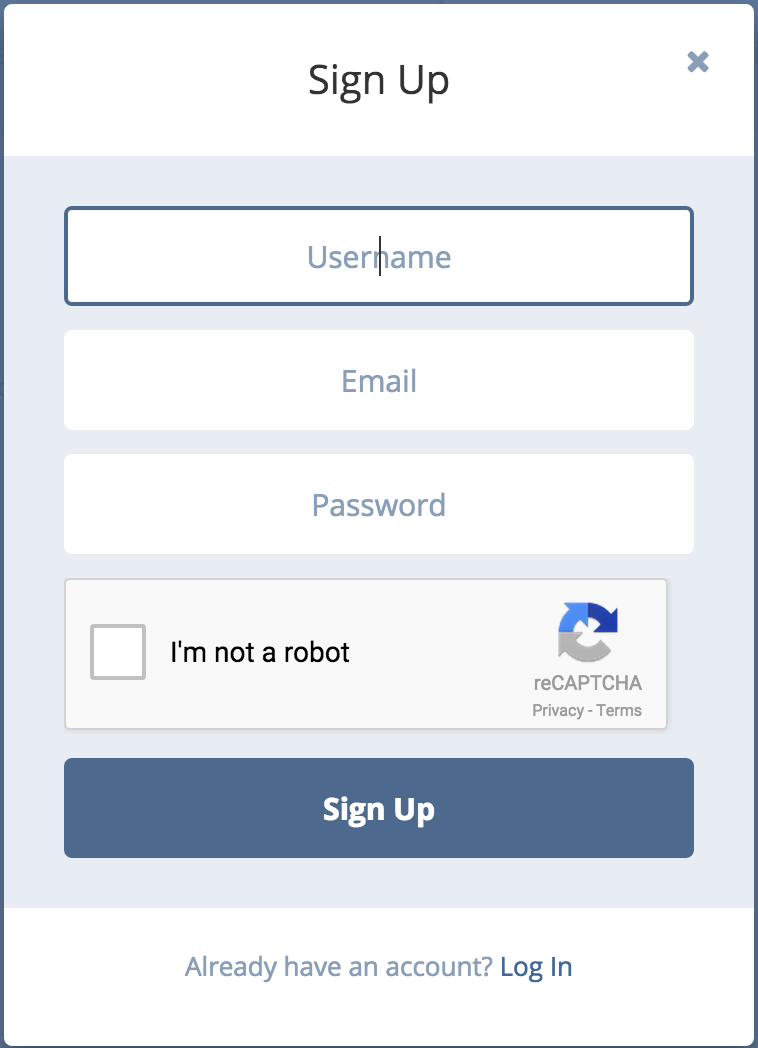 Sign Up
Username
Email
Password
I'm not a robot
reCAPTCHA
Privacy - Terms
Sign Up
Already have an account? Log In